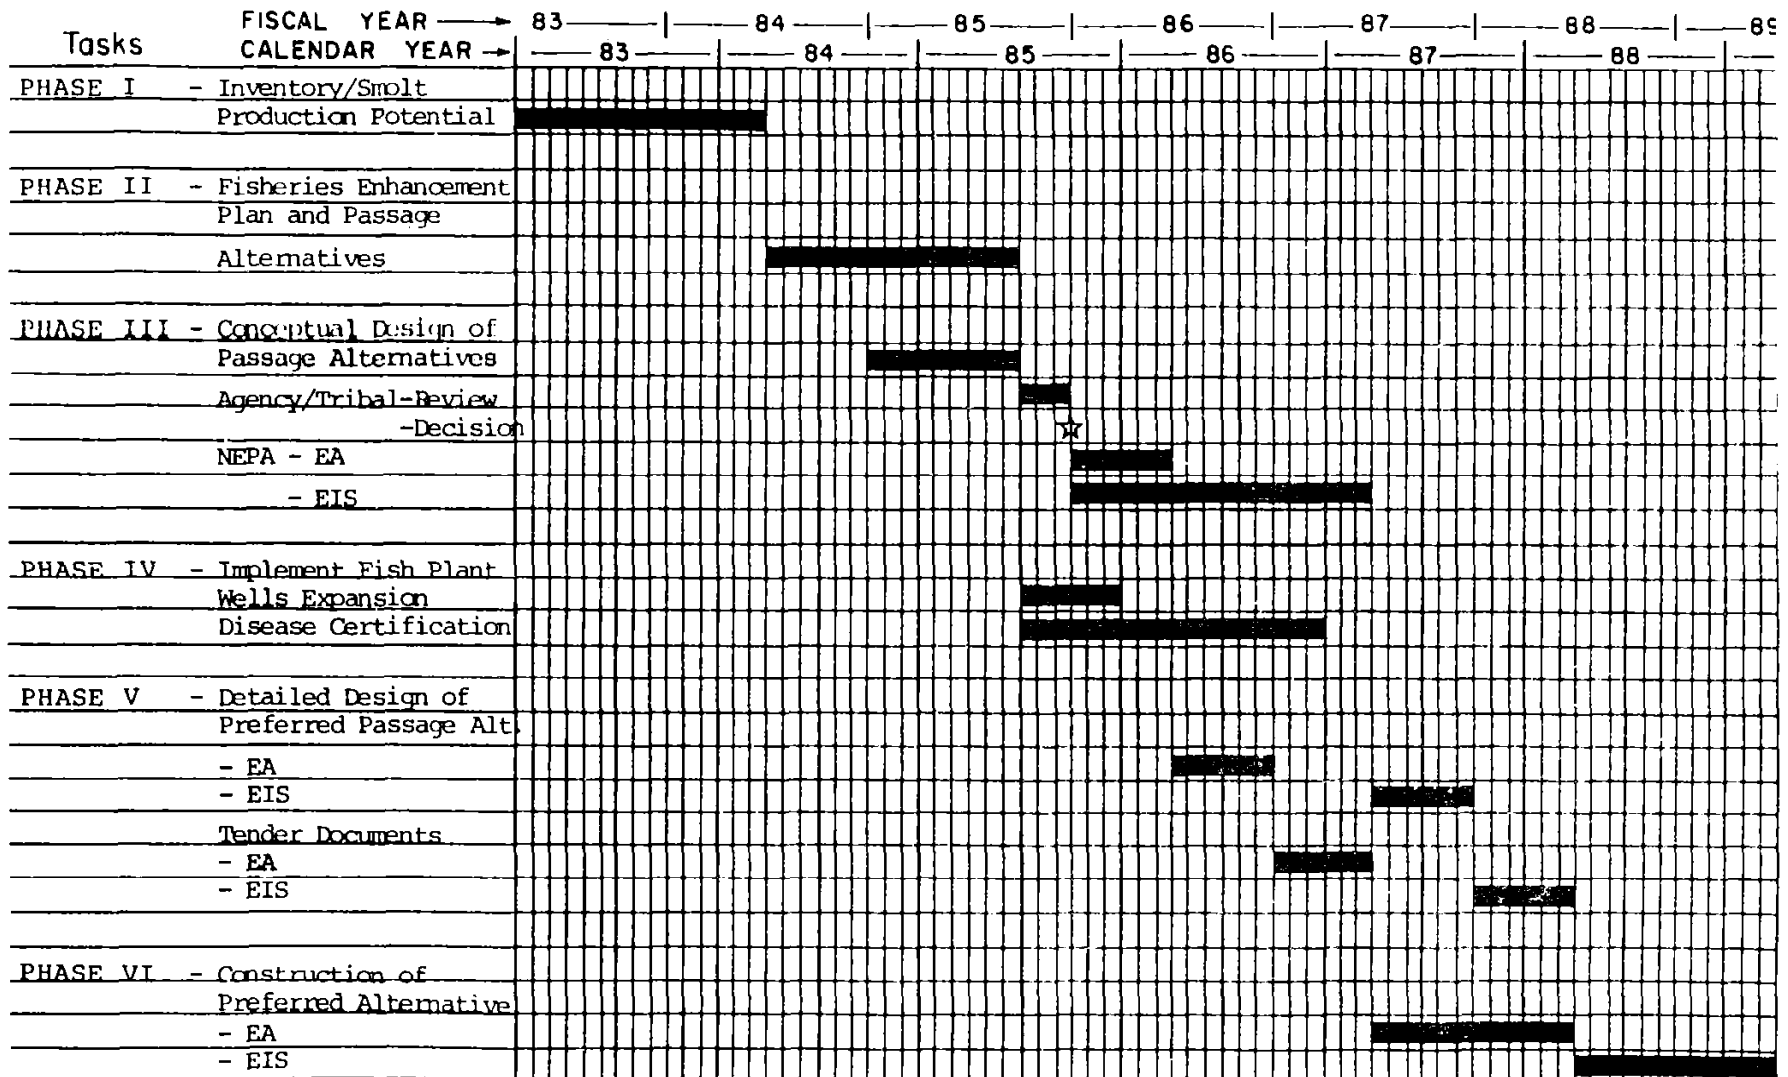 FISCAL YEAR → 83 84 85 86 87 88 89
Tasks CALENDAR YEAR → 83 84 85 86 87 88
PHASE I - Inventory/Smolt
Production Potential
PHASE II - Fisheries Enhancement
Plan and Passage
Alternatives
PHASE III - Conceptual Design of
Passage Alternatives
Agency/Tribal-Review
-Decision
NEPA - EA
- EIS
PHASE IV - Implement Fish Plant
Wells Expansion
Disease Certification
PHASE V - Detailed Design of
Preferred Passage Alt.
- EA
- EIS
Tender Documents
- EA
- EIS
PHASE VI - Construction of
Preferred Alternative
- EA
- EIS